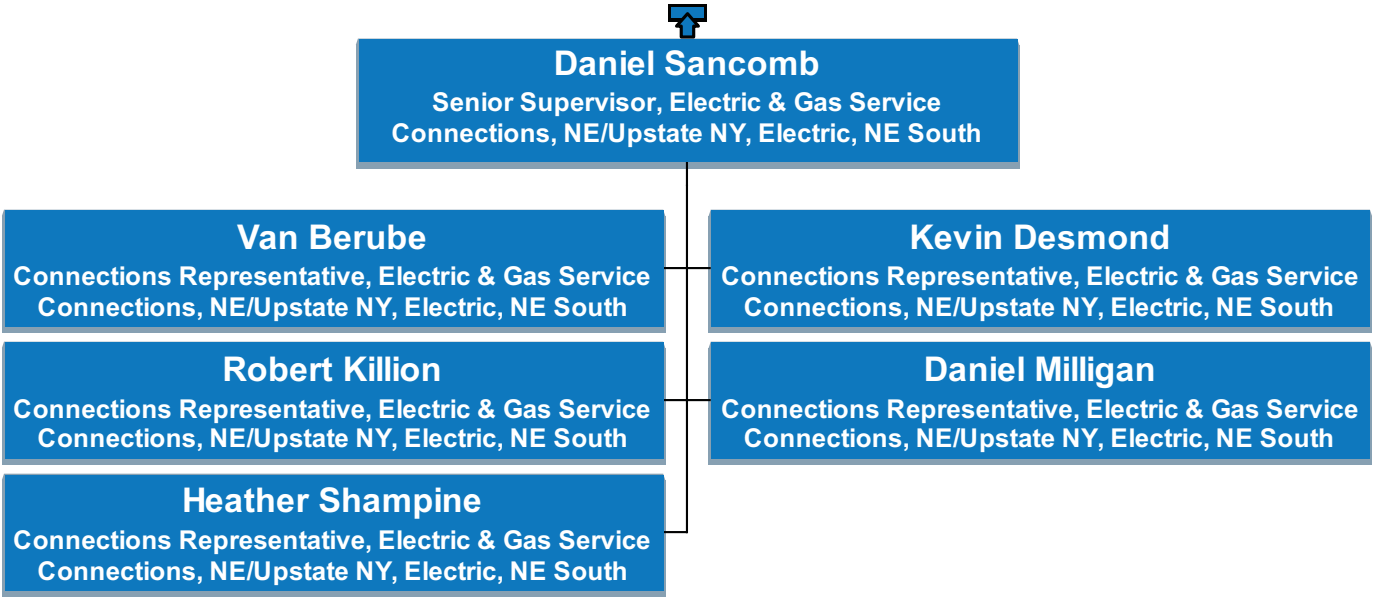 Daniel Sancomb
Senior Supervisor, Electric & Gas Service
Connections, NE/Upstate NY, Electric, NE South
Van Berube
Connections Representative, Electric & Gas Service
Connections, NE/Upstate NY, Electric, NE South
Kevin Desmond
Connections Representative, Electric & Gas Service
Connections, NE/Upstate NY, Electric, NE South
Robert Killion
Connections Representative, Electric & Gas Service
Connections, NE/Upstate NY, Electric, NE South
Daniel Milligan
Connections Representative, Electric & Gas Service
Connections, NE/Upstate NY, Electric, NE South
Heather Shampine
Connections Representative, Electric & Gas Service
Connections, NE/Upstate NY, Electric, NE South